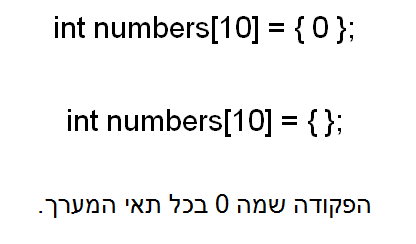 int numbers[10] = { 0 };
int numbers[10] = { };
הפקודה שמה 0 בכל תאי המערך.